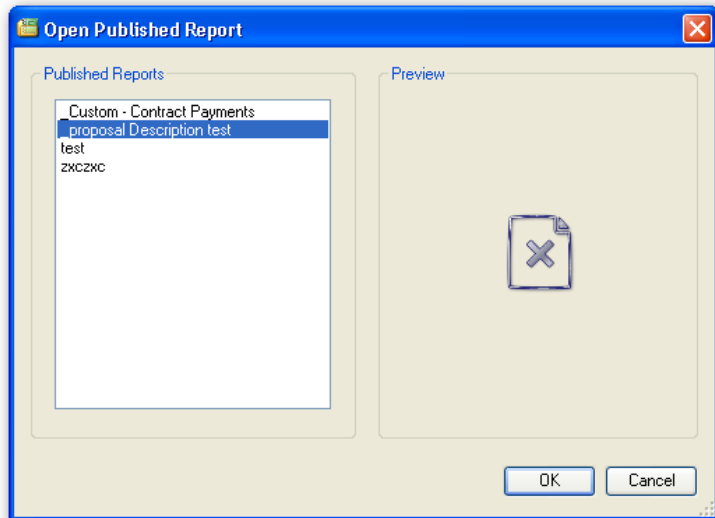 Open Published Report
Published Reports
Preview
_Custom - Contract Payments
_proposal Description test
test
zxczxc
OK
Cancel